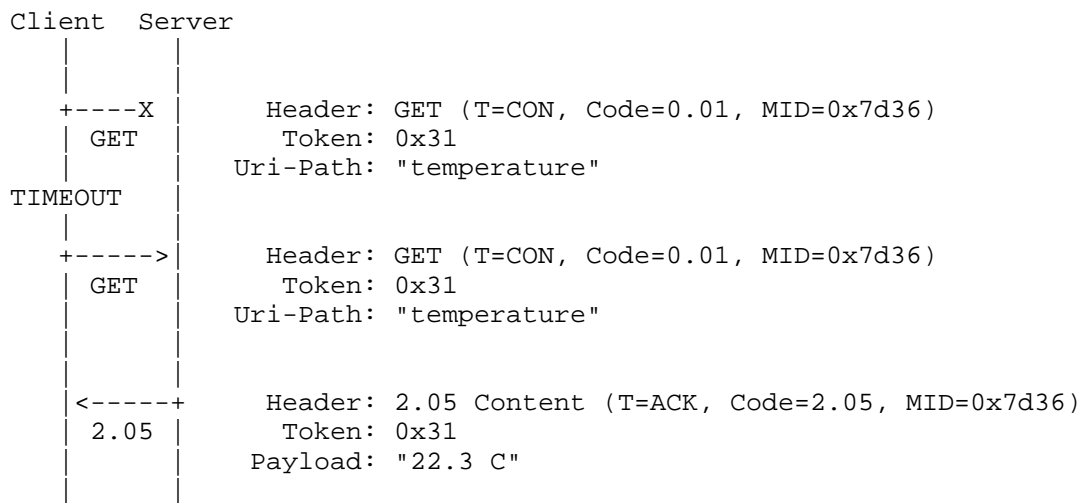 Client Server
+----X Header: GET (T=CON, Code=0.01, MID=0x7d36)
GET Token: 0x31
Uri-Path: "temperature"
TIMEOUT
+-----> Header: GET (T=CON, Code=0.01, MID=0x7d36)
GET Token: 0x31
Uri-Path: "temperature"
<-----+ Header: 2.05 Content (T=ACK, Code=2.05, MID=0x7d36)
2.05 Token: 0x31
Payload: "22.3 C"